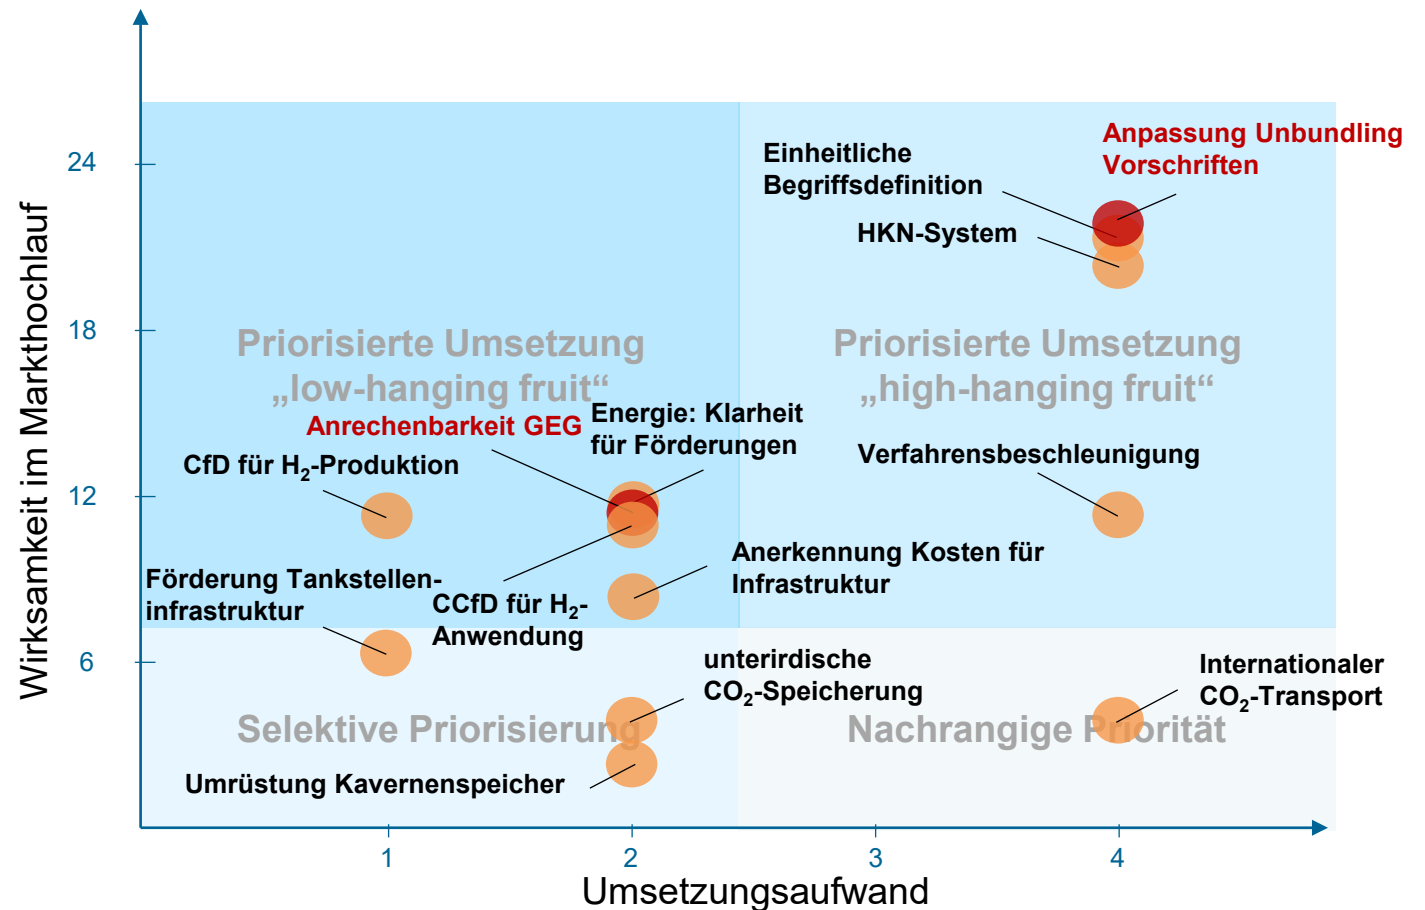 Wirksamkeit im Markthochlauf
24
18
12
6
Anpassung Unbundling
Vorschriften
Einheitliche
Begriffsdefinition
HKN-System
Priorisierte Umsetzung
„low-hanging fruit“
Priorisierte Umsetzung
„high-hanging fruit“
Anrechenbarkeit GEG
Energie: Klarheit
für Förderungen
CfD für H₂-Produktion
Verfahrensbeschleunigung
Anerkennung Kosten für
Infrastruktur
Förderung Tankstellen-
infrastruktur
CCfD für H₂-
Anwendung
unterirdische
CO₂-Speicherung
Internationaler
CO₂-Transport
Selektive Priorisierung
Nachrangige Priorität
Umrüstung Kavernenspeicher
1
2
3
4
Umsetzungsaufwand